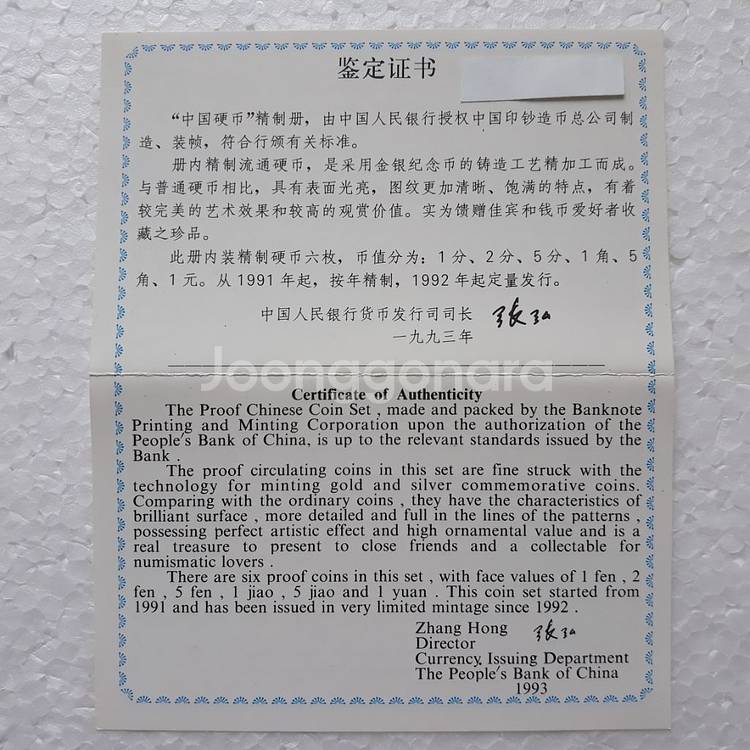 鉴定证书
“中国硬币”精制册，由中国人民银行授权中国印钞造币总公司制
造、装帧，符合行颁有关标准。
册内精制流通硬币，是采用金银纪念币的铸造工艺精加工而成。
与普通硬币相比，具有表面光亮，图纹更加清晰、饱满的特点，有着
较完美的艺术效果和较高的观赏价值。实为馈赠佳宾和钱币爱好者收
藏之珍品。
此册内装精制硬币六枚，币值分为：1分、2分、5分、1角、5
角、1元。从1991年起，按年精制，1992年起定量发行。
中国人民银行货币发行司司长 张弘
一九九三年
Joonggonara
Certificate of Authenticity
The Proof Chinese Coin Set , made and packed by the Banknote
Printing and Minting Corporation upon the authorization of the
People's Bank of China, is up to the relevant standards issued by the
Bank .
The proof circulating coins in this set are fine struck with the
technology for minting gold and silver commemorative coins.
Comparing with the ordinary coins , they have the characteristics of
brilliant surface , more detailed and full in the lines of the patterns ,
possessing perfect artistic effect and high ornamental value and is a
real treasure to present to close friends and a collectable for
numismatic lovers .
There are six proof coins in this set , with face values of 1 fen , 2
fen , 5 fen , 1 jiao , 5 jiao and 1 yuan . This coin set started from
1991 and has been issued in very limited mintage since 1992 .
Zhang Hong 张弘
Director
Currency Issuing Department
The People's Bank of China
1993